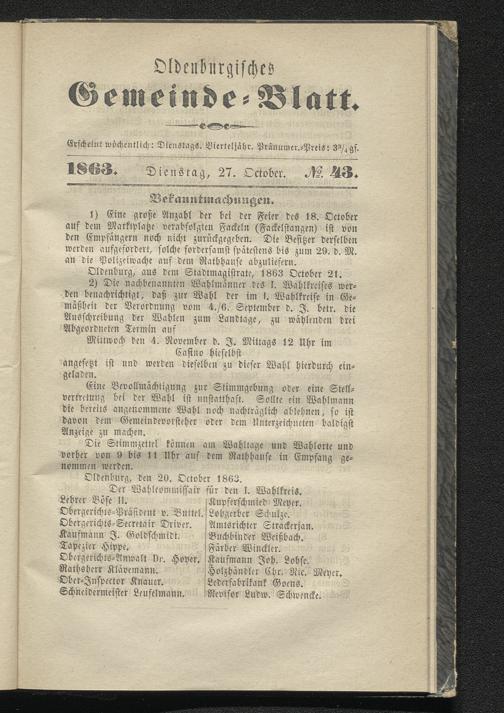 Oldenburgisches
Gemeinde-Blatt.
Erscheint wöchentlich: Dienstags. Vierteljähr. Pränumer.-Preis: 3¾ gs.
1863. Dienstag, 27. October. № 43.
Bekanntmachungen.
1) Eine große Anzahl der bei der Feier des 18. October
auf dem Marktplatze verabfolgten Fackeln (Fackelstangen) ist von
den Empfängern noch nicht zurückgegeben. Die Besitzer derselben
werden aufgefordert, solche fordersamst spätestens bis zum 29. d. M.
an die Polizeiwache auf dem Rathhause abzuliefern.
Oldenburg, aus dem Stadtmagistrate, 1863 October 21.
2) Die nachbenannten Wahlmänner des I. Wahlkreises wer-
den benachrichtigt, daß zur Wahl der im I. Wahlkreise in Ge-
mäßheit der Verordnung vom 4./6. September d. J. betr. die
Ausschreibung der Wahlen zum Landtage, zu wählenden drei
Abgeordneten Termin auf
Mittwoch den 4. November d. J. Mittags 12 Uhr im
Casino hieselbst
angesetzt ist und werden dieselben zu dieser Wahl hierdurch ein-
geladen.
Eine Bevollmächtigung zur Stimmgebung oder eine Stell-
vertretung bei der Wahl ist unstatthaft. Sollte ein Wahlmann
die bereits angenommene Wahl noch nachträglich ablehnen, so ist
davon dem Gemeindevorsteher oder dem Unterzeichneten baldigst
Anzeige zu machen.
Die Stimmzettel können am Wahltage und Wahlorte und
vorher von 9 bis 11 Uhr auf dem Rathhause in Empfang ge-
nommen werden.
Oldenburg, den 20. October 1863.
Der Wahlcommissair für den I. Wahlkreis.
Lehrer Böse II.
Obergerichts-Präsident v. Buttel.
Obergerichts-Secretair Driver.
Kaufmann J. Goldschmidt.
Tapezier Hippe.
Obergerichts-Anwalt Dr. Hoyer.
Rathsherr Klävemann.
Ober-Inspector Knauer.
Schneidermeister Leufelmann.
Kupferschmied Meyer.
Lohgerber Schulze.
Amtsrichter Strackerjan.
Buchbinder Weißbach.
Färber Winckler.
Kaufmann Joh. Lohse.
Holzhändler Chr. Nic. Meyer.
Lederfabrikant Goens.
Revisor Ludw. Schwencke.